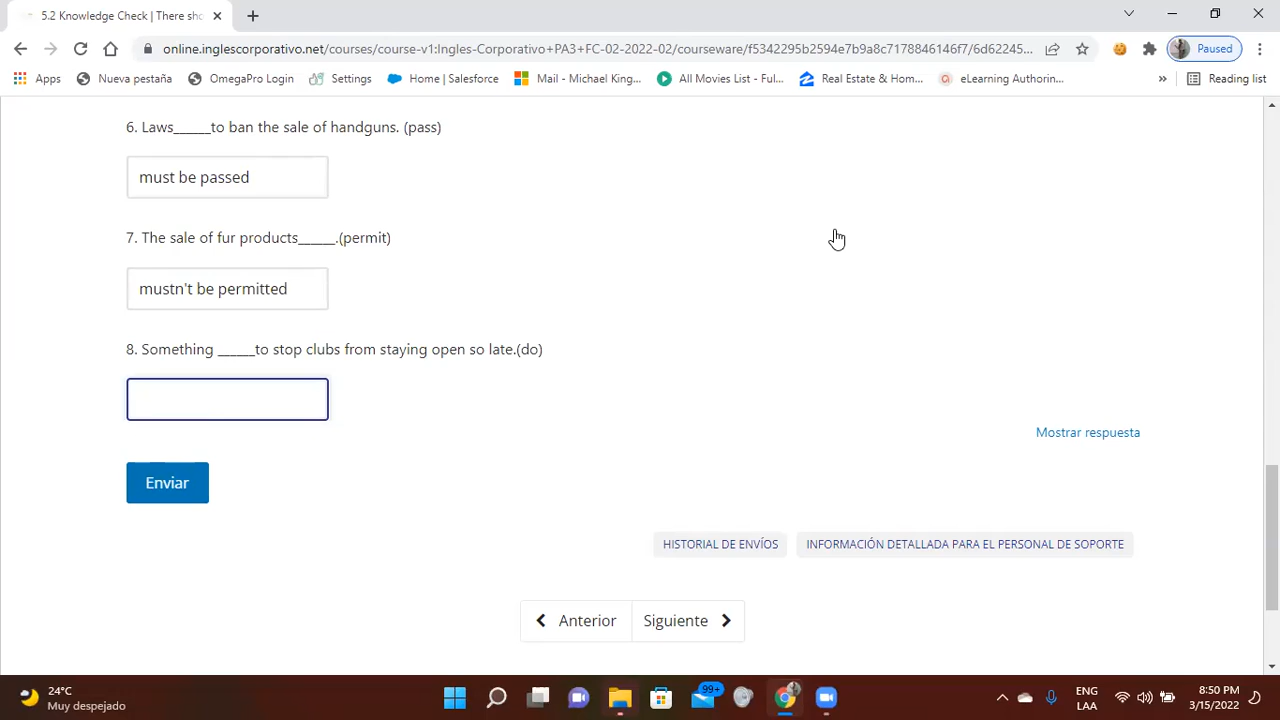 5.2 Knowledge Check | There sho
online.inglescorporativo.net/courses/course-v1:Ingles-Corporativo+PA3+FC-02-2022-02/courseware/f5342295b2594e7b9a8c7178846146f7/6d62245...
Paused
Apps
Nueva pestaña
OmegaPro Login
Settings
Home | Salesforce
Mail - Michael King...
All Movies List - Ful...
Real Estate & Hom...
eLearning Authorin...
»
Reading list
6. Laws______to ban the sale of handguns. (pass)
must be passed
7. The sale of fur products______.(permit)
mustn't be permitted
8. Something ______to stop clubs from staying open so late.(do)
Mostrar respuesta
Enviar
HISTORIAL DE ENVÍOS
INFORMACIÓN DETALLADA PARA EL PERSONAL DE SOPORTE
Anterior
Siguiente
24°C
Muy despejado
99+
ENG
LAA
8:50 PM
3/15/2022